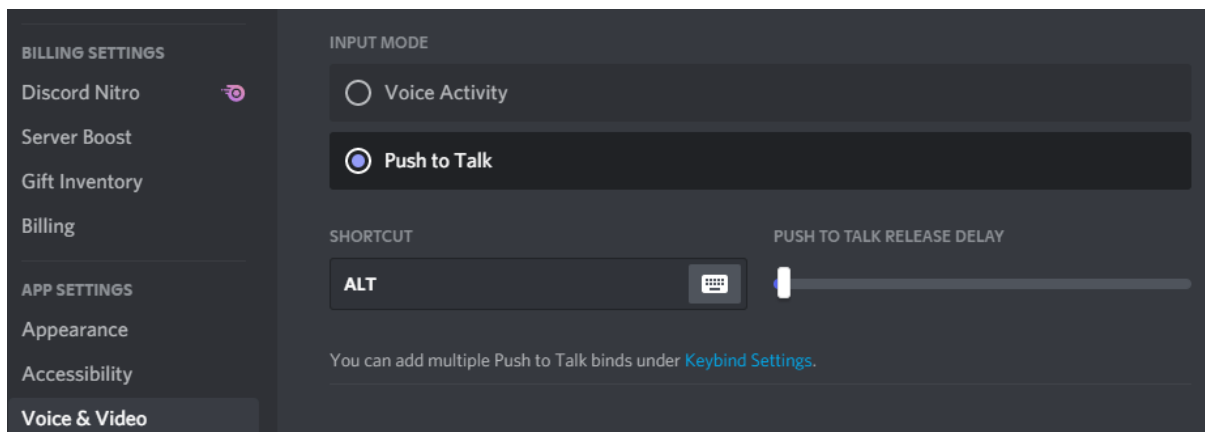 BILLING SETTINGS
Discord Nitro
Server Boost
Gift Inventory
Billing
APP SETTINGS
Appearance
Accessibility
Voice & Video
INPUT MODE
Voice Activity
Push to Talk
SHORTCUT
ALT
PUSH TO TALK RELEASE DELAY
You can add multiple Push to Talk binds under Keybind Settings.